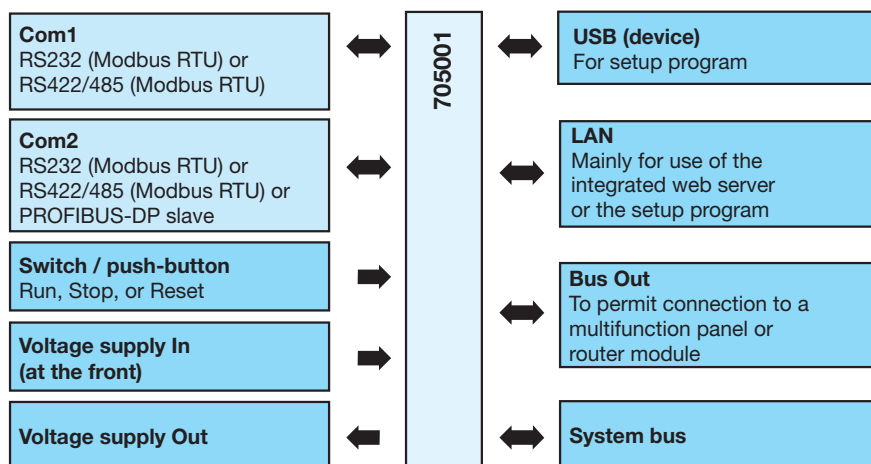 Com1
RS232 (Modbus RTU) or
RS422/485 (Modbus RTU)
Com2
RS232 (Modbus RTU) or
RS422/485 (Modbus RTU) or
PROFIBUS-DP slave
Switch / push-button
Run, Stop, or Reset
Voltage supply In
(at the front)
Voltage supply Out
705001
USB (device)
For setup program
LAN
Mainly for use of the
integrated web server
or the setup program
Bus Out
To permit connection to a
multifunction panel or
router module
System bus